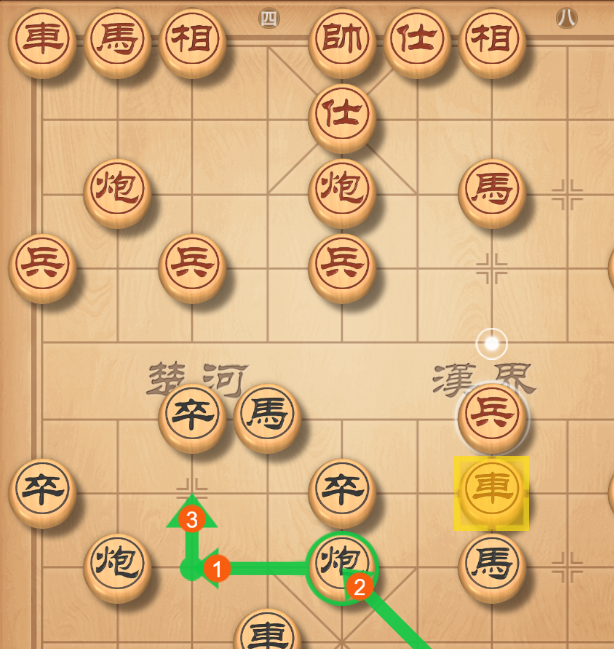 四 八
車 馬 相 帥 仕 相
仕
炮 炮 馬
兵 兵 兵
楚 河 漢 界
卒 馬 兵
卒 卒 車
3
炮 1 炮 馬
2
車